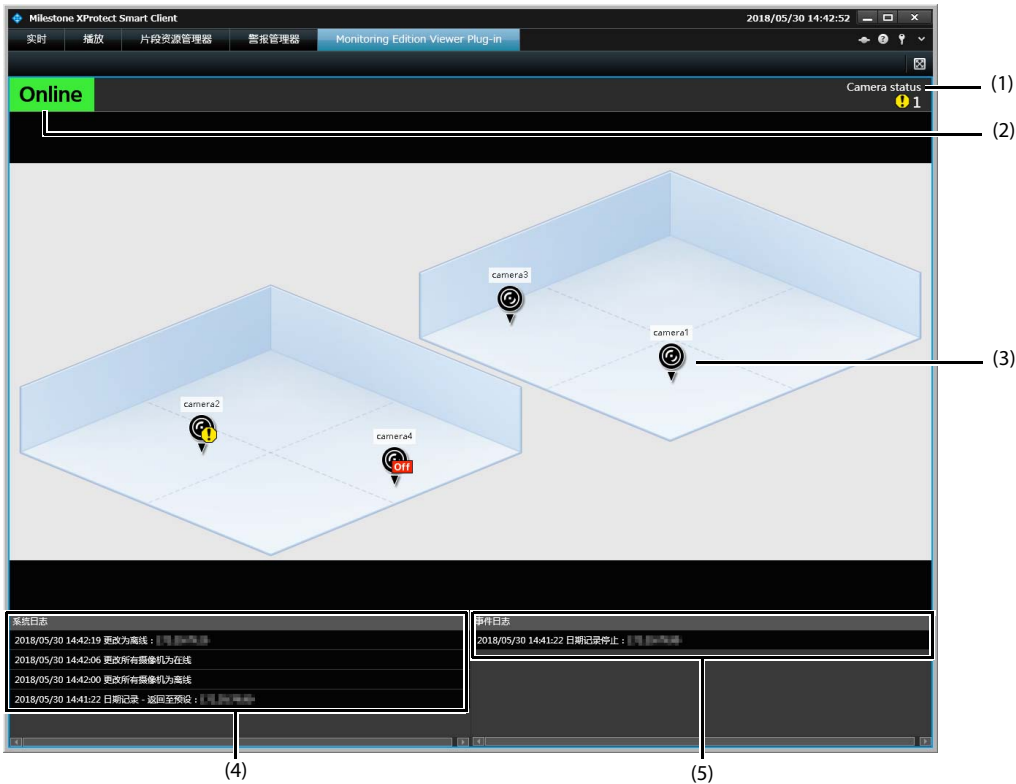 Milestone XProtect Smart Client 2018/05/30 14:42:52
实时 播放 片段资源管理器 警报管理器 Monitoring Edition Viewer Plug-in
Online
Camera status
1
(1)
(2)
camera3
camera1
(3)
camera2
camera4
Off
系统日志
2018/05/30 14:42:19 更改为离线：
2018/05/30 14:42:06 更改所有摄像机为在线
2018/05/30 14:42:00 更改所有摄像机为离线
2018/05/30 14:41:22 日期记录 - 返回至预设：
事件日志
2018/05/30 14:41:22 日期记录停止：
(4)
(5)